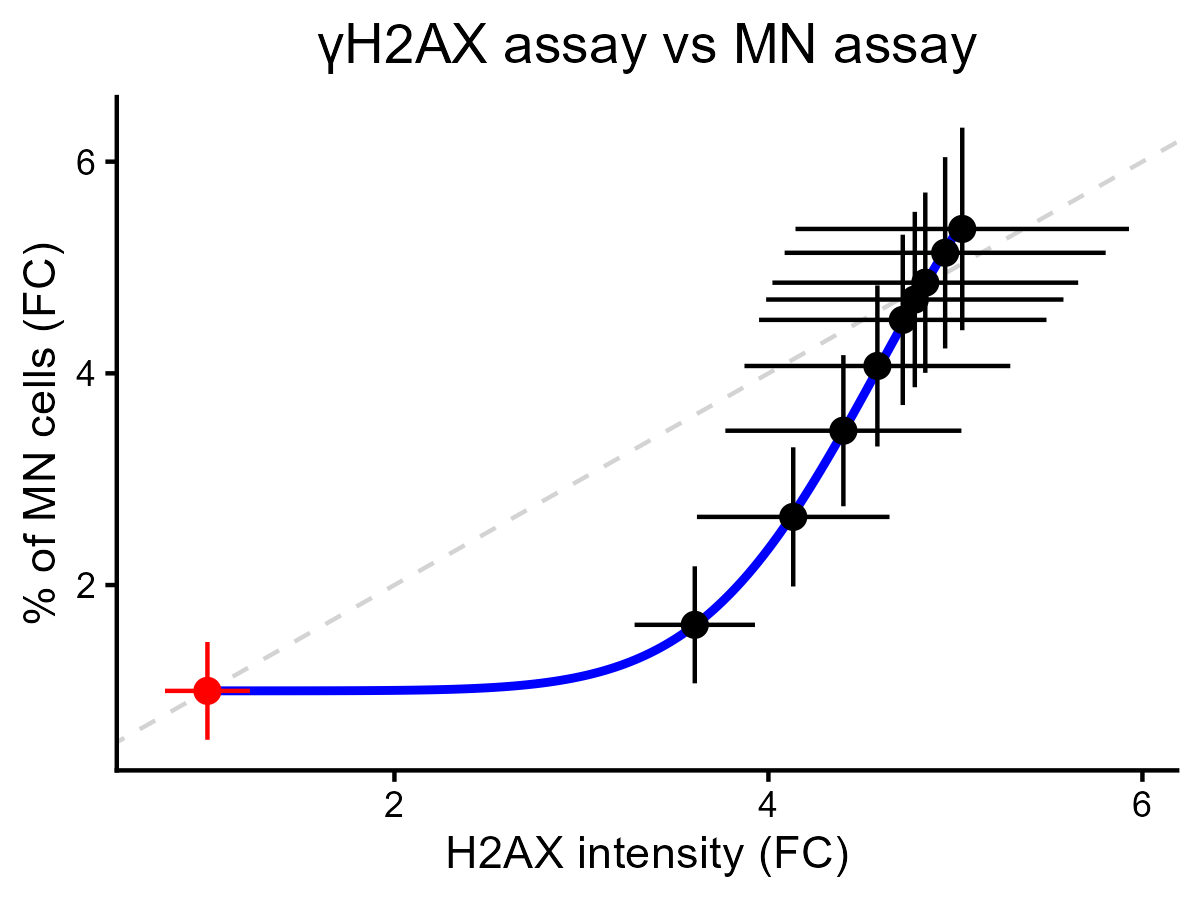 γH2AX assay vs MN assay
% of MN cells (FC)
6
4
2
2 4 6
H2AX intensity (FC)